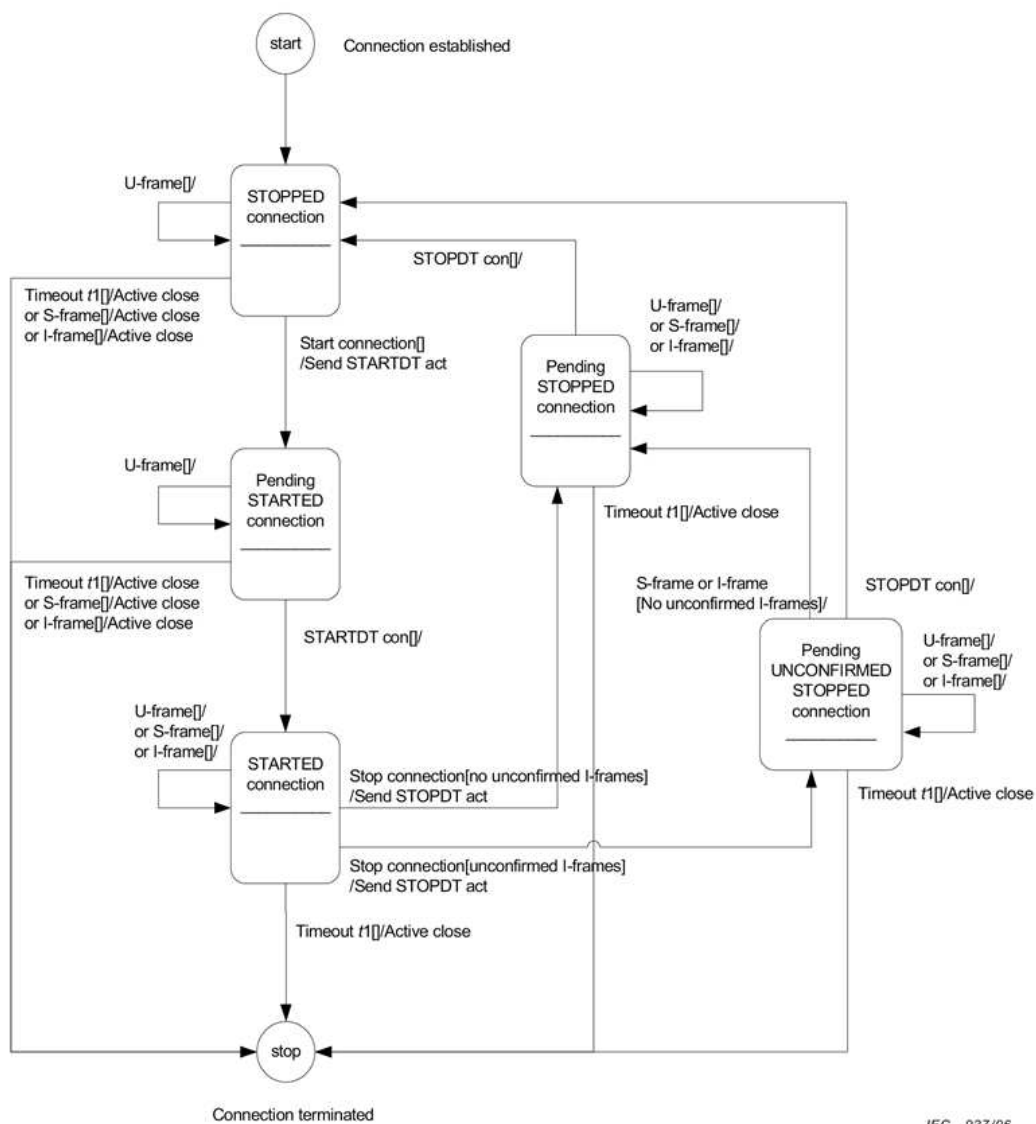 start
Connection established
U-frame[]/
STOPPED
connection
STOPDT con[]/
Timeout t1[]/Active close
or S-frame[]/Active close
or I-frame[]/Active close
U-frame[]/
or S-frame[]/
or I-frame[]/
Start connection[]
/Send STARTDT act
Pending
STOPPED
connection
U-frame[]/
Pending
STARTED
connection
Timeout t1[]/Active close
Timeout t1[]/Active close
or S-frame[]/Active close
or I-frame[]/Active close
S-frame or I-frame
[No unconfirmed I-frames]/
STOPDT con[]/
STARTDT con[]/
Pending
UNCONFIRMED
STOPPED
connection
U-frame[]/
or S-frame[]/
or I-frame[]/
U-frame[]/
or S-frame[]/
or I-frame[]/
STARTED
connection
Stop connection[no unconfirmed I-frames]
/Send STOPDT act
Timeout t1[]/Active close
Stop connection[unconfirmed I-frames]
/Send STOPDT act
Timeout t1[]/Active close
stop
Connection terminated